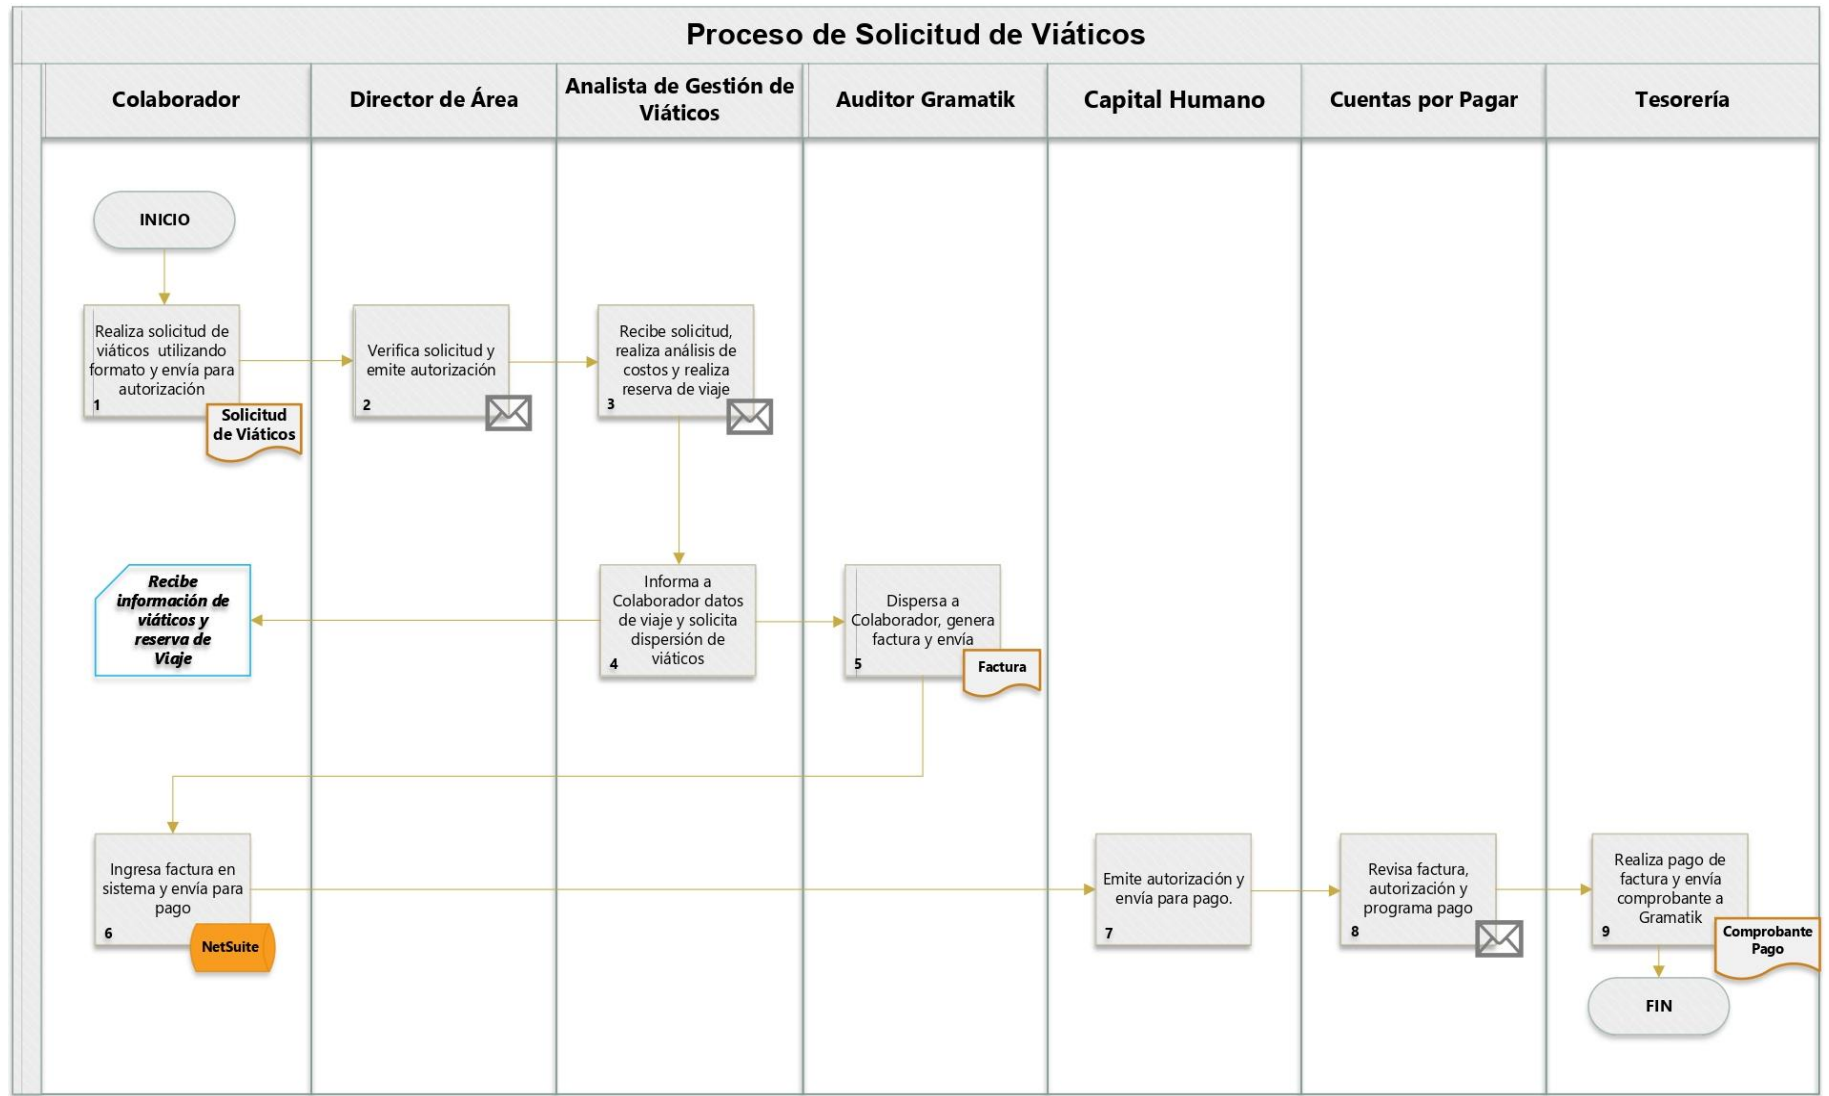 Proceso de Solicitud de Viáticos
Colaborador
Director de Área
Analista de Gestión de
Viáticos
Auditor Gramatik
Capital Humano
Cuentas por Pagar
Tesorería
INICIO
Realiza solicitud de
viáticos utilizando
formato y envía para
autorización
1
Solicitud
de Viáticos
Verifica solicitud y
emite autorización
2
Recibe solicitud,
realiza análisis de
costos y realiza
reserva de viaje
3
Recibe
información de
viáticos y
reserva de
Viaje
Informa a
Colaborador datos
de viaje y solicita
dispersión de
viáticos
4
Dispersa a
Colaborador, genera
factura y envía
5
Factura
Ingresa factura en
sistema y envía para
pago
6
NetSuite
Emite autorización y
envía para pago.
7
Revisa factura,
autorización y
programa pago
8
Realiza pago de
factura y envía
comprobante a
Gramatik
9
Comprobante
Pago
FIN